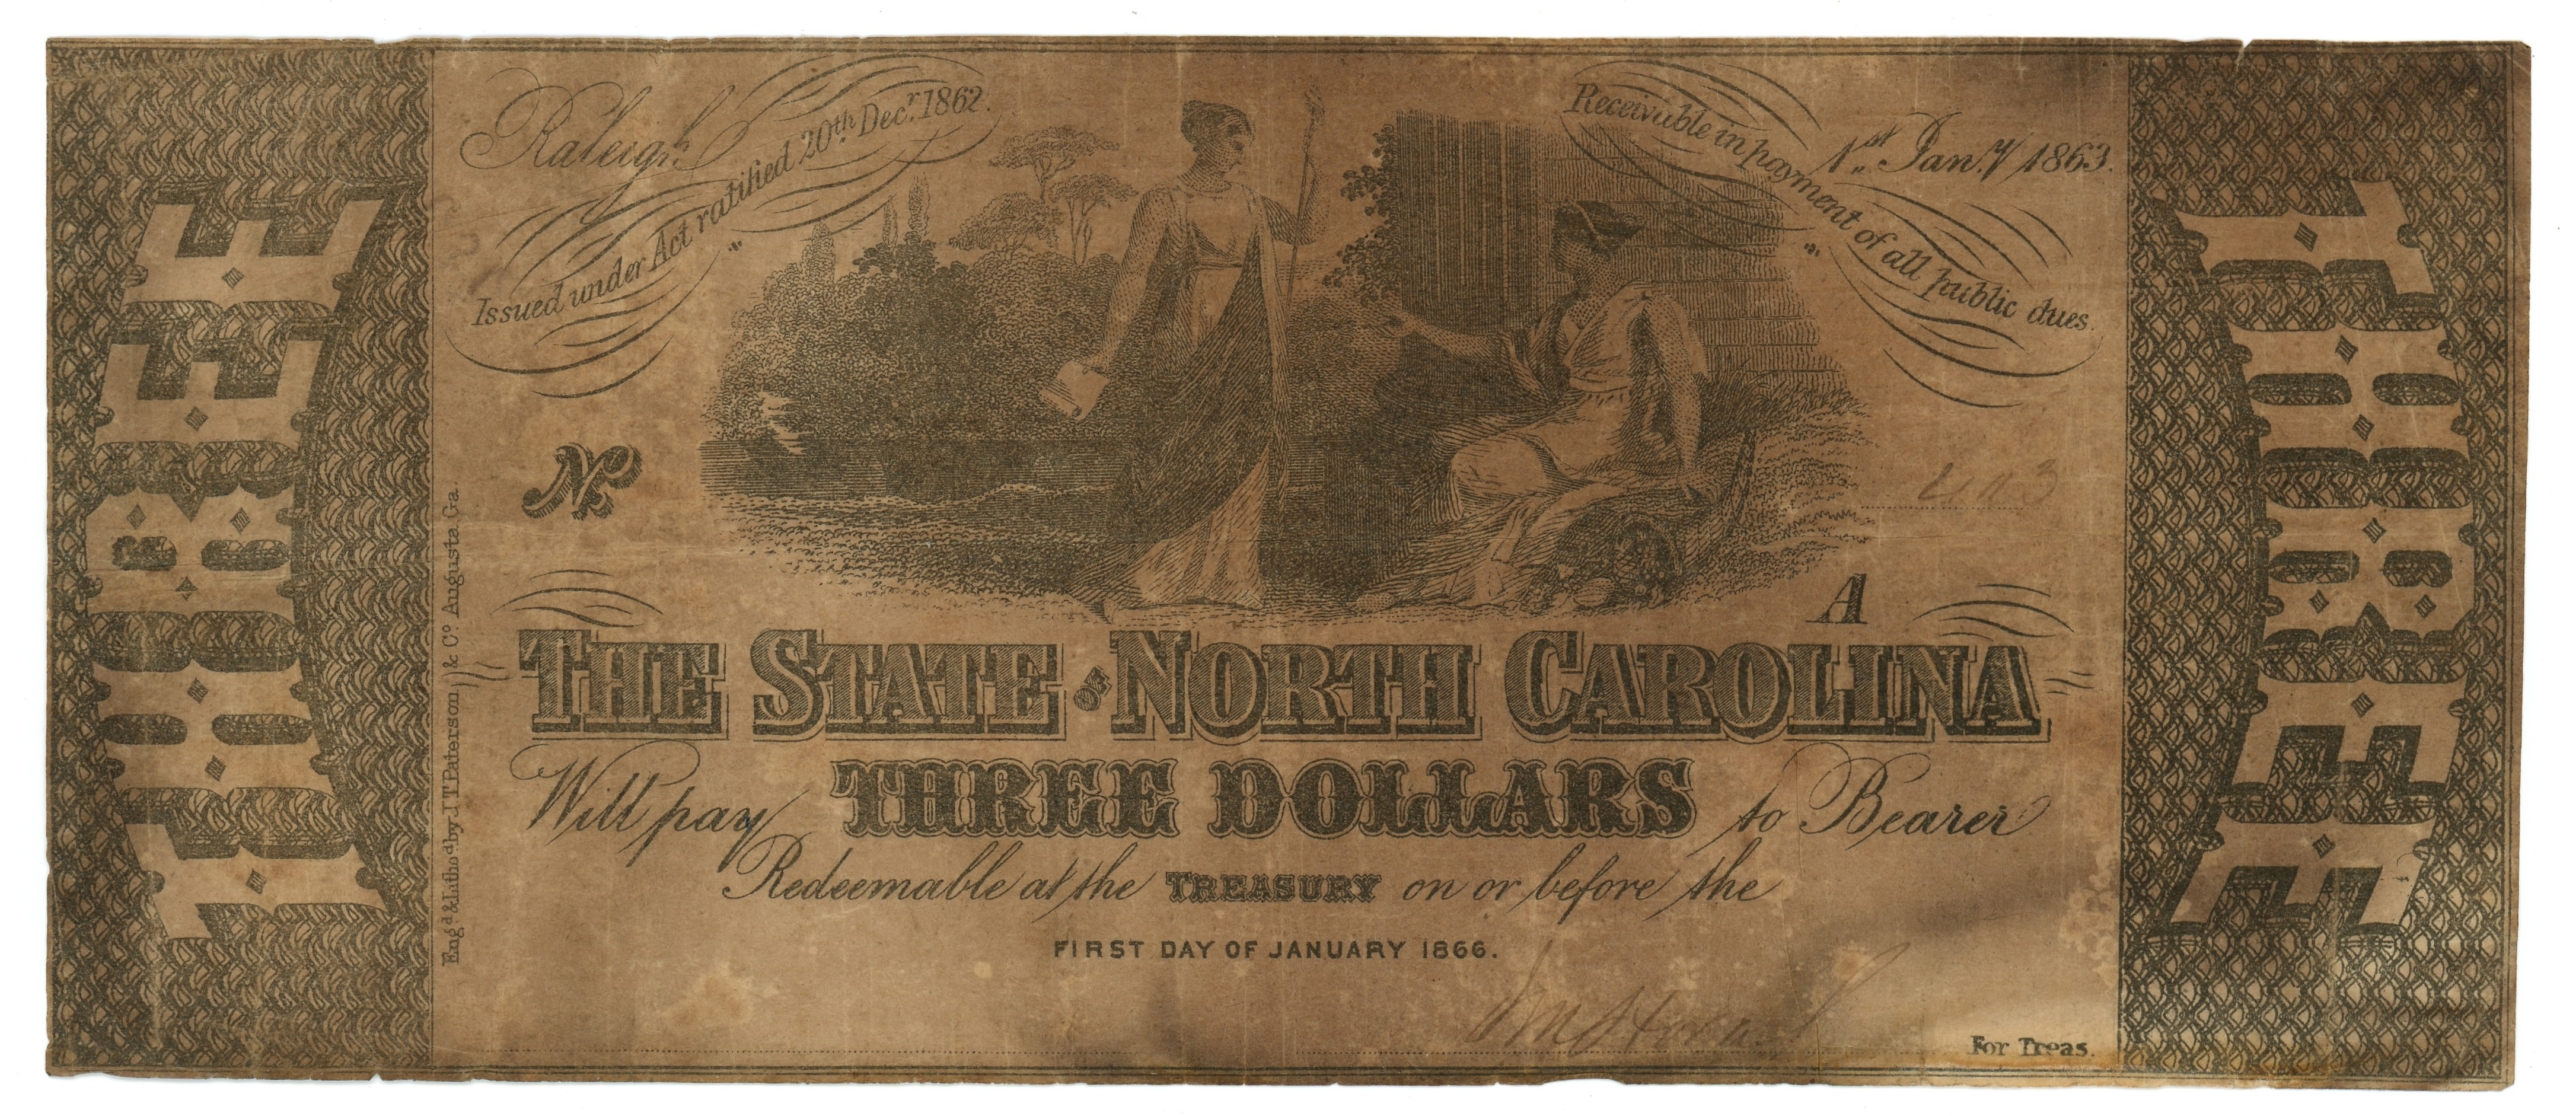 Raleigh
Issued under Act ratified 20th Decr. 1862.
Receivable in payment of all public dues
1st Jany 1863.
No
A
THE STATE OF NORTH CAROLINA
Will pay THREE DOLLARS to Bearer
Redeemable at the TREASURY on or before the
FIRST DAY OF JANUARY 1866.
For Treas.
THREE
THREE
Engd & Lithod by J T Paterson & Co Augusta Ga.